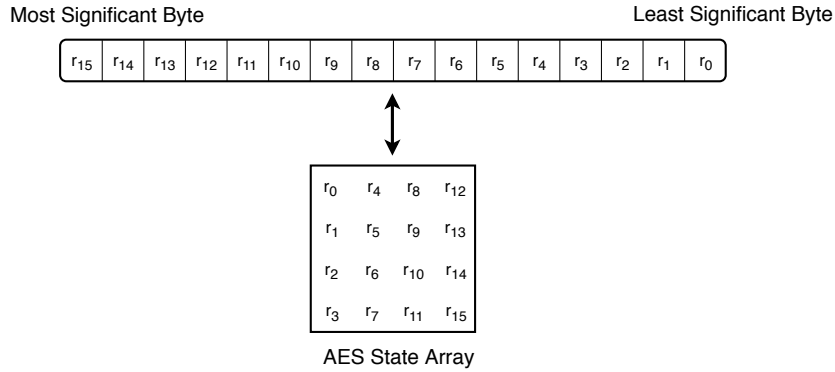 Most Significant Byte Least Significant Byte
r15 r14 r13 r12 r11 r10 r9 r8 r7 r6 r5 r4 r3 r2 r1 r0
r0 r4 r8 r12
r1 r5 r9 r13
r2 r6 r10 r14
r3 r7 r11 r15
AES State Array